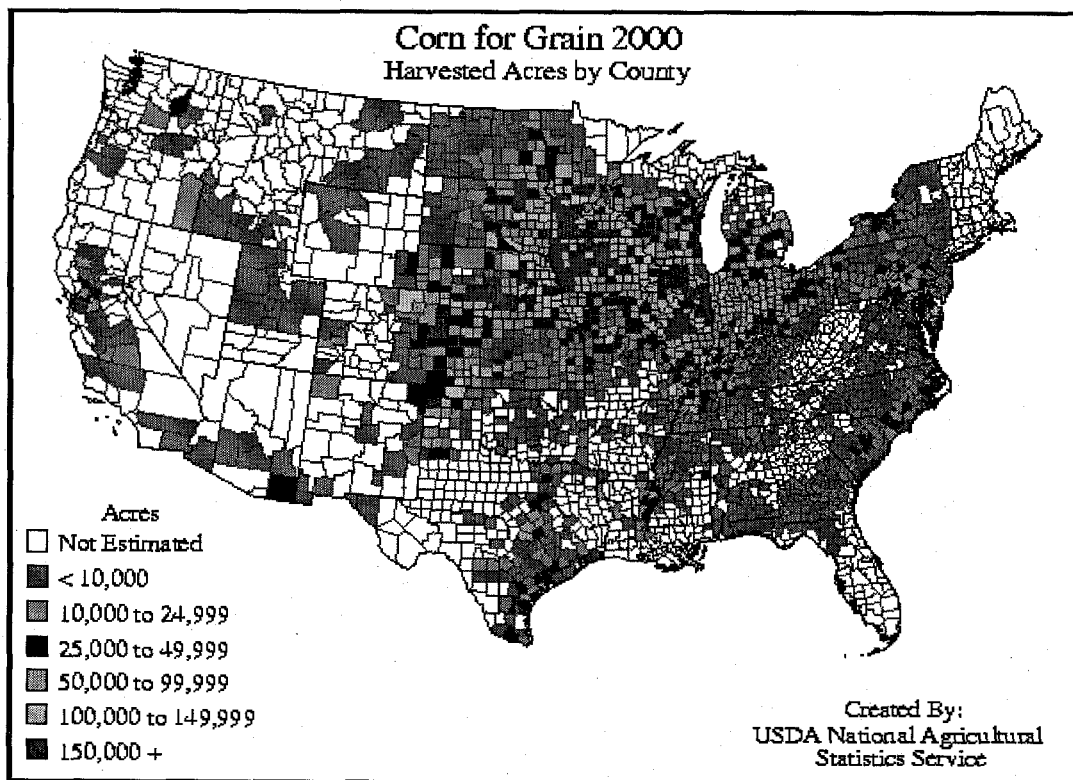 Corn for Grain 2000
Harvested Acres by County
Acres
Not Estimated
< 10,000
10,000 to 24,999
25,000 to 49,999
50,000 to 99,999
100,000 to 149,999
150,000 +
Created By:
USDA National Agricultural
Statistics Service